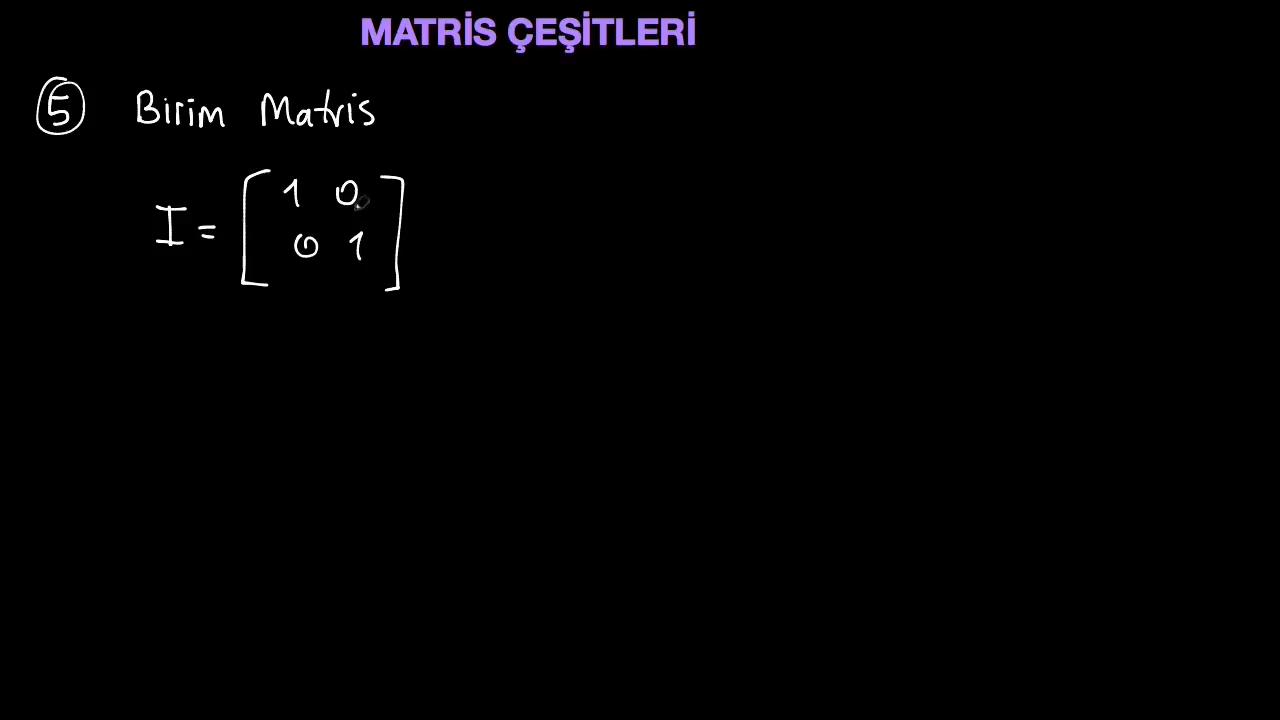 MATRİS ÇEŞİTLERİ
5 Birim Matris
I = [ 1 0
0 1 ]